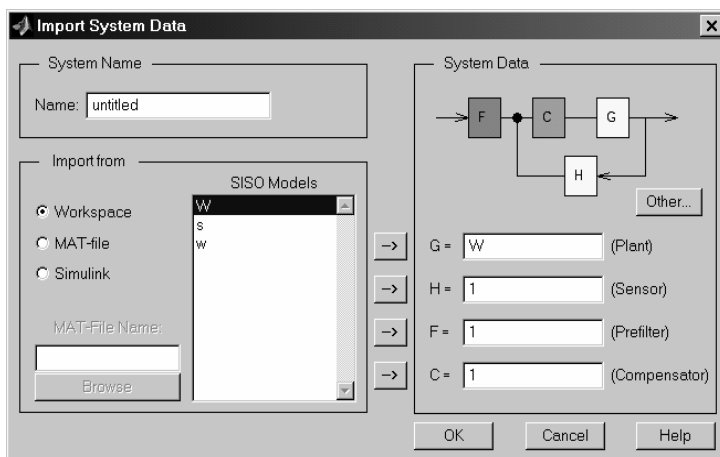 Import System Data
System Name
Name: untitled
Import from
SISO Models
Workspace
MAT-file
Simulink
W
s
w
MAT-File Name:
Browse
System Data
F
C
G
H
Other...
--> G = W (Plant)
--> H = 1 (Sensor)
--> F = 1 (Prefilter)
--> C = 1 (Compensator)
OK Cancel Help